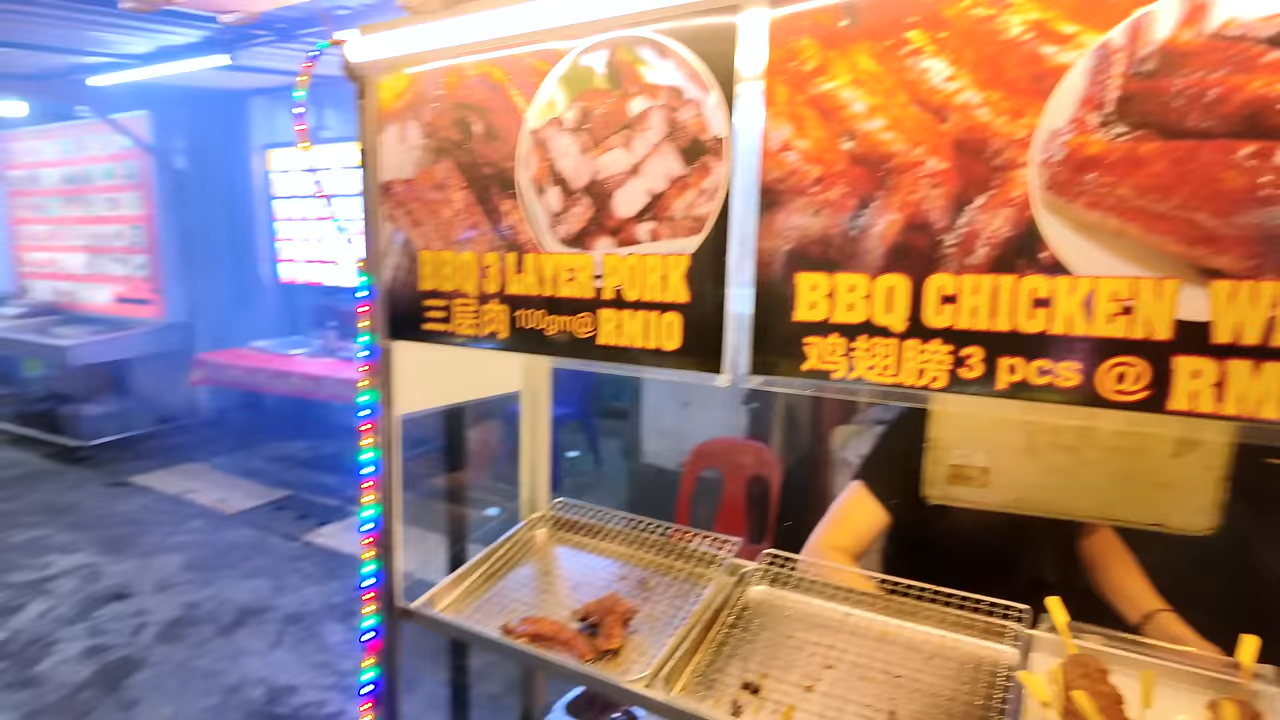 BBQ 3 LAYER PORK
三层肉 100gm@RM10
BBQ CHICKEN
鸡翅膀 3 pcs @ RM